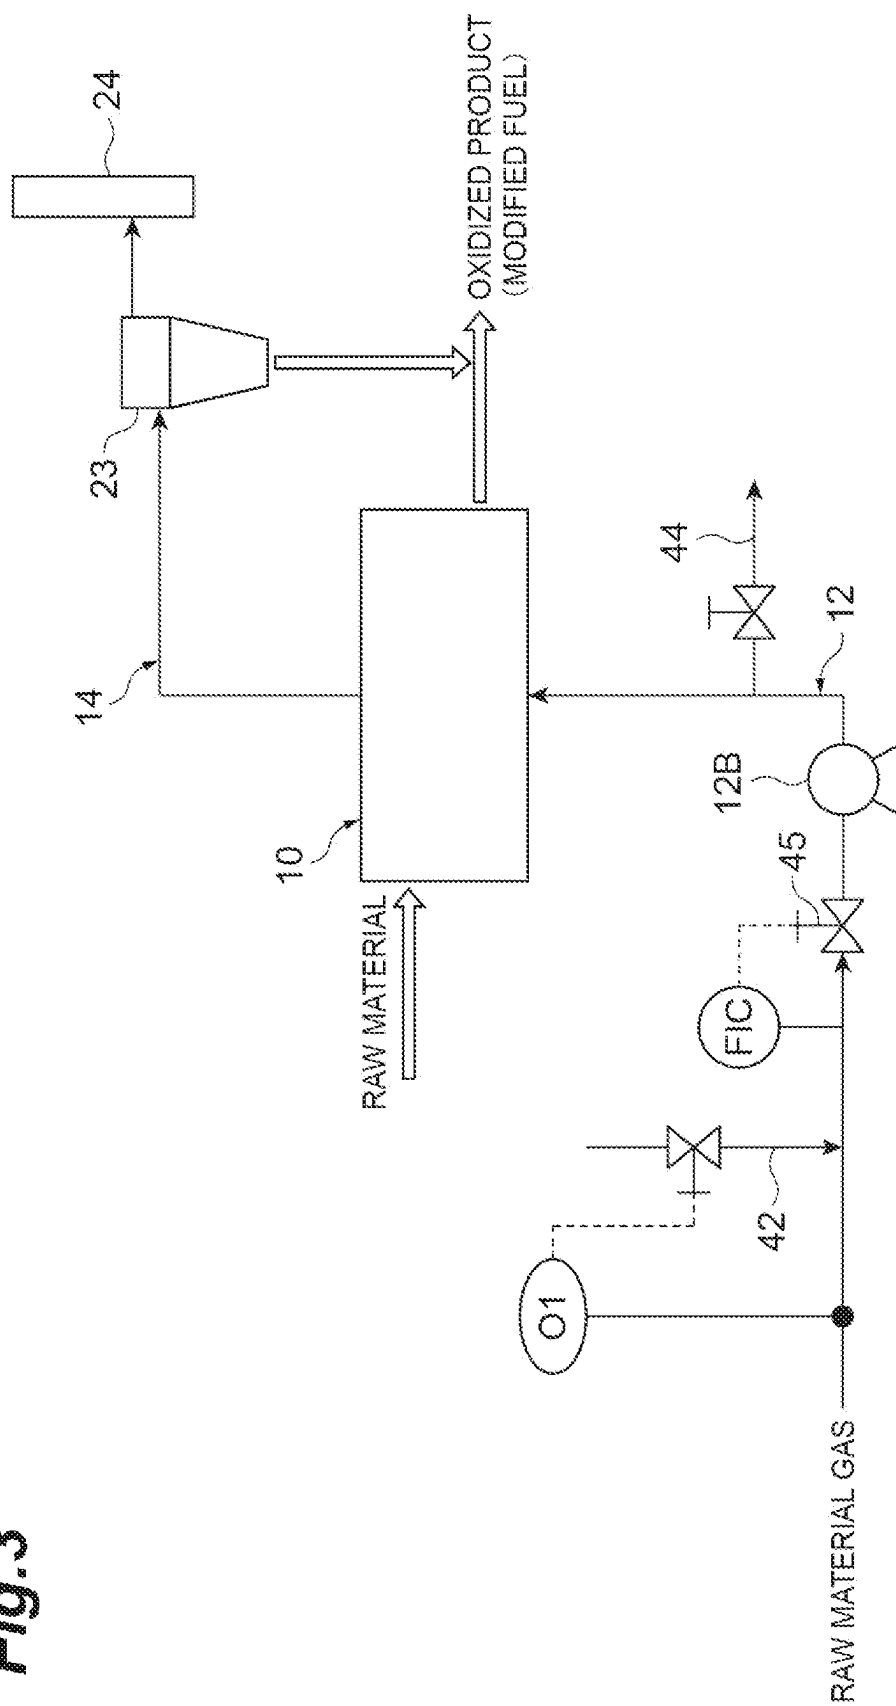 Fig.3
24
OXIDIZED PRODUCT
(MODIFIED FUEL)
23
14
44
12
10
12B
45
RAW MATERIAL
FIC
42
O1
RAW MATERIAL GAS